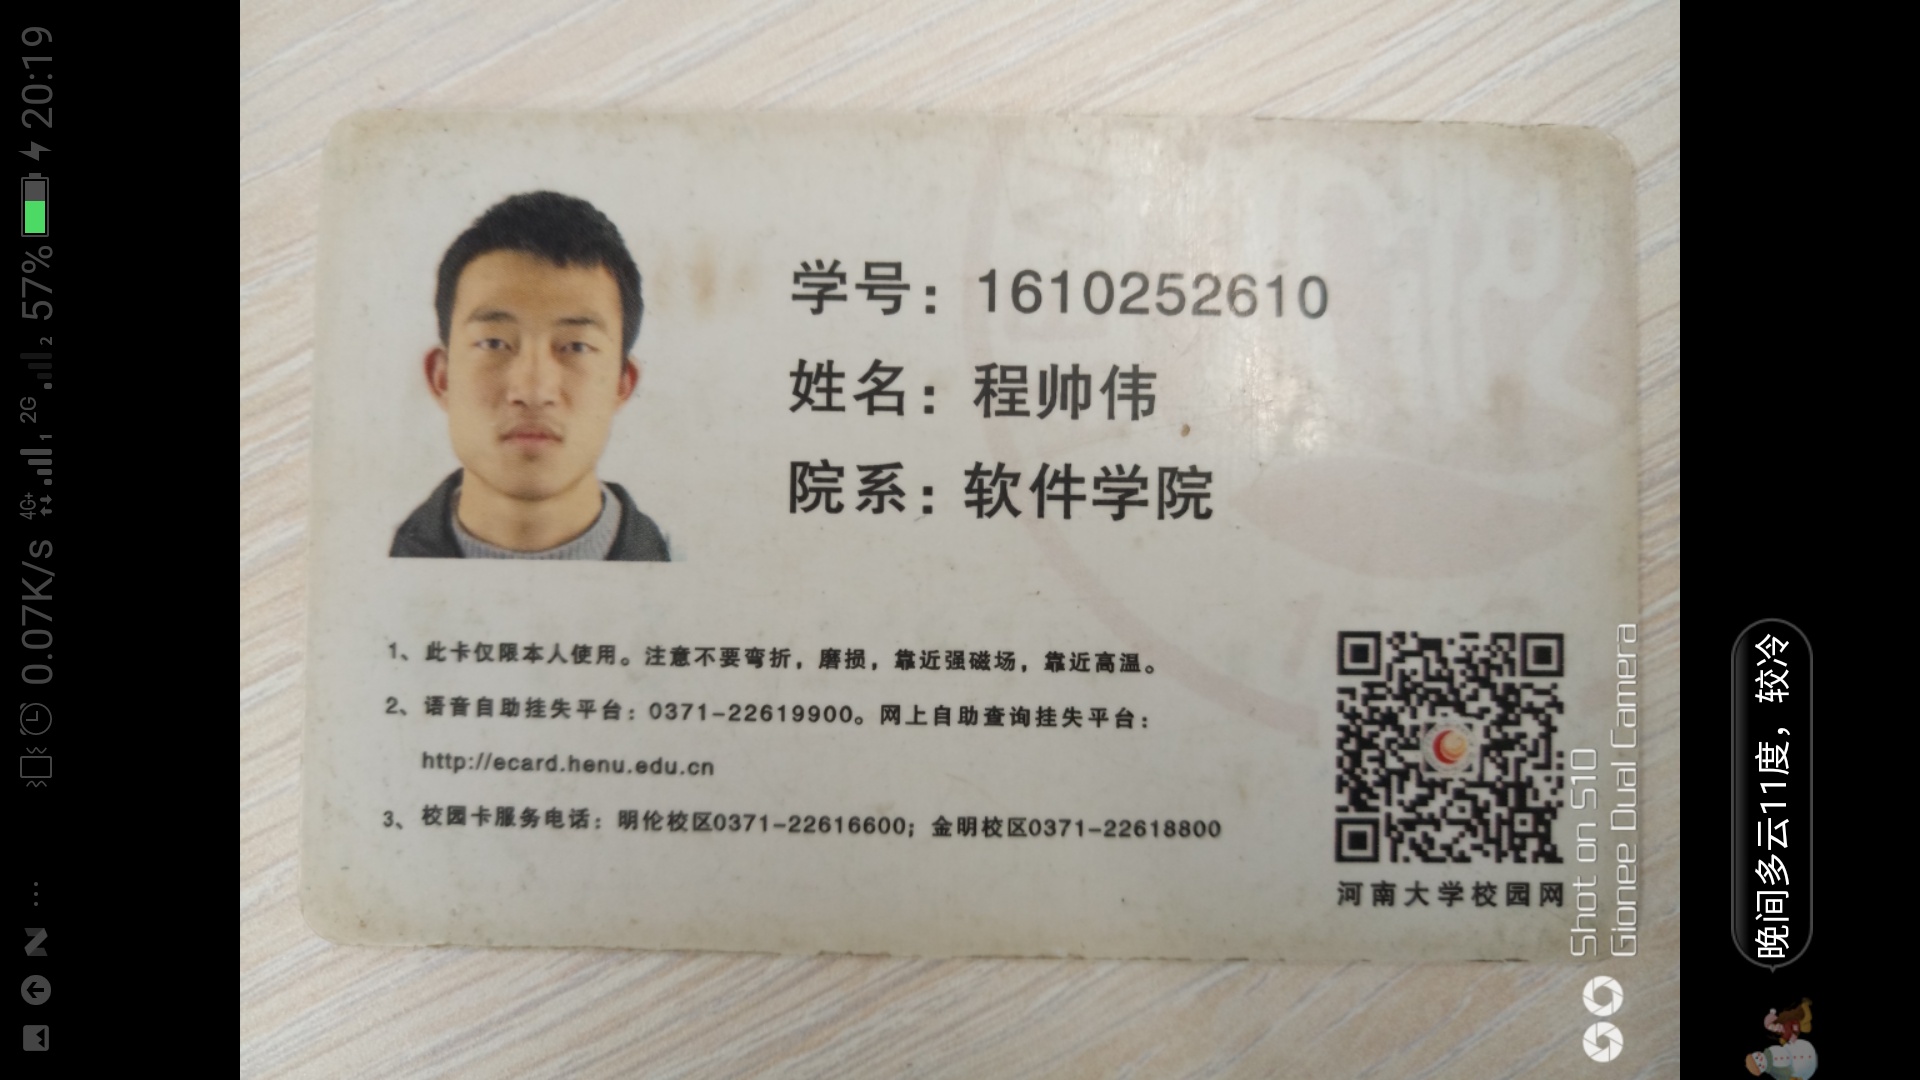 学号：1610252610
姓名：程帅伟
院系：软件学院
1、此卡仅限本人使用。注意不要弯折，磨损，靠近强磁场，靠近高温。
2、语音自助挂失平台：0371-22619900。网上自助查询挂失平台：
http://ecard.henu.edu.cn
3、校园卡服务电话：明伦校区0371-22616600；金明校区0371-22618800
河南大学校园网
Shot on S10
Gionee Dual Camera
0.07K/s 4G+ 1 2G 2 57% 20:19
晚间多云11度，较冷